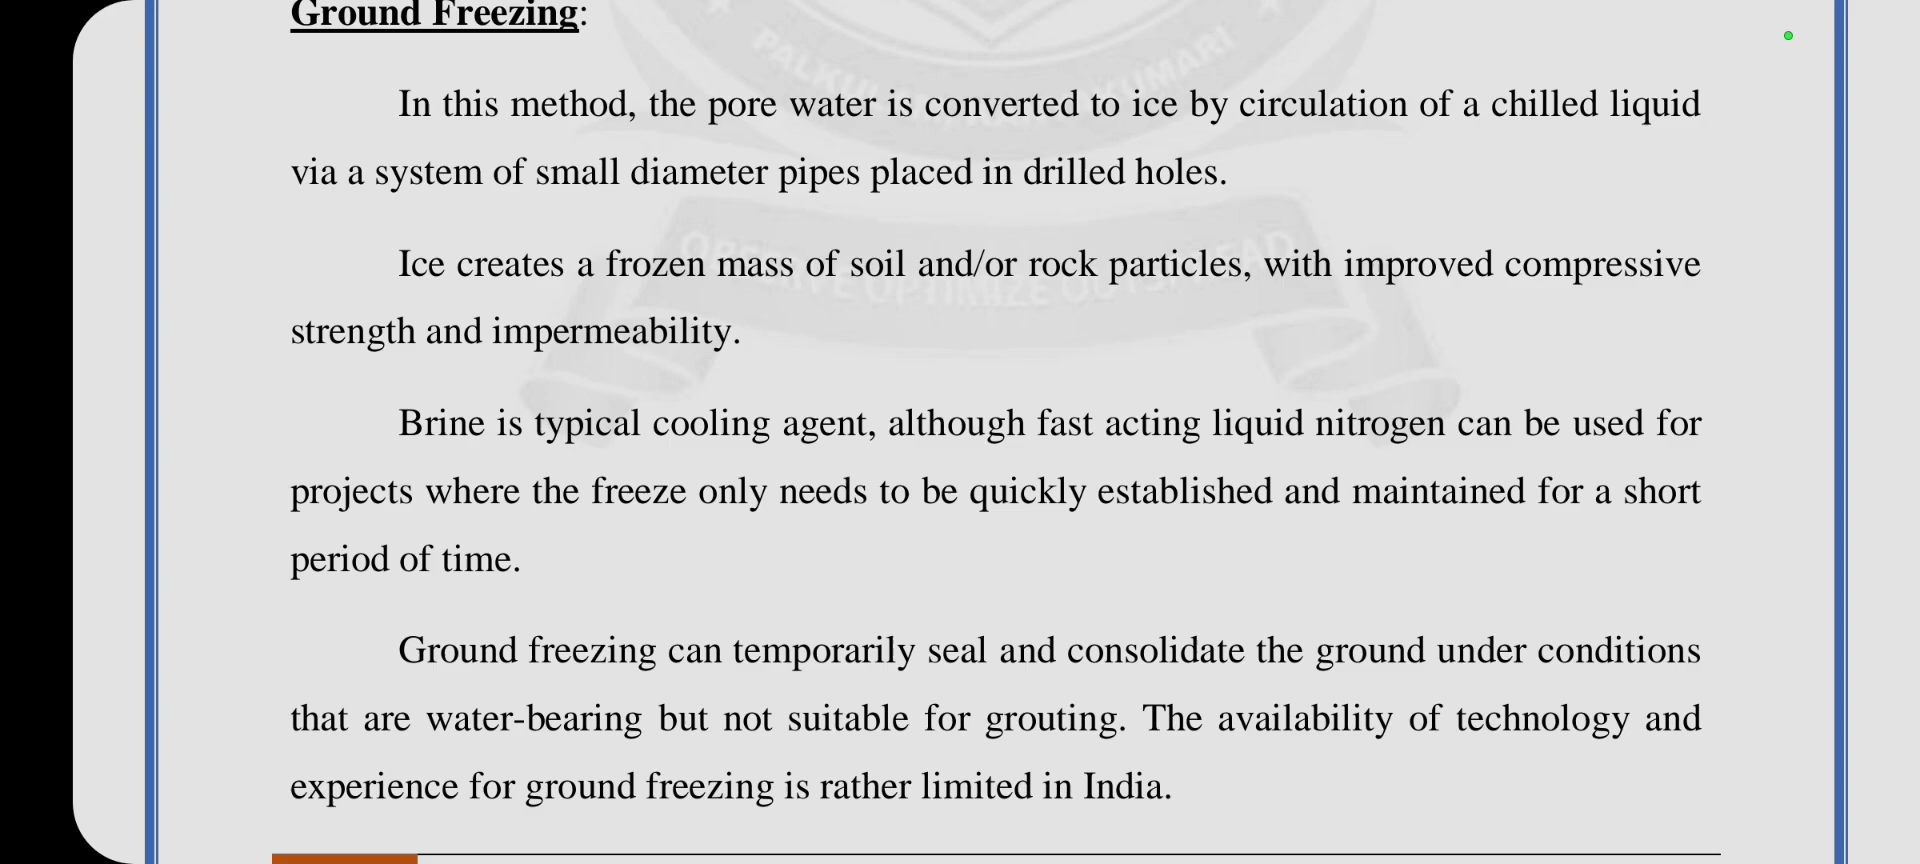 Ground Freezing:
In this method, the pore water is converted to ice by circulation of a chilled liquid
via a system of small diameter pipes placed in drilled holes.
Ice creates a frozen mass of soil and/or rock particles, with improved compressive
strength and impermeability.
Brine is typical cooling agent, although fast acting liquid nitrogen can be used for
projects where the freeze only needs to be quickly established and maintained for a short
period of time.
Ground freezing can temporarily seal and consolidate the ground under conditions
that are water-bearing but not suitable for grouting. The availability of technology and
experience for ground freezing is rather limited in India.